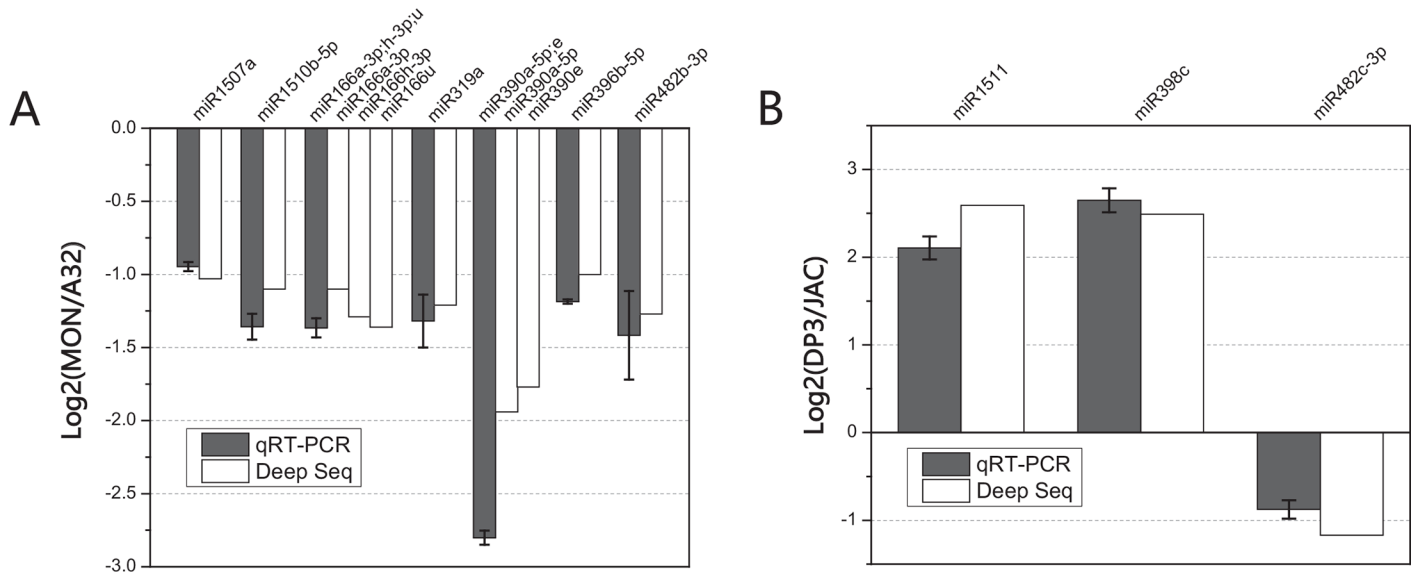 A
miR1507a
miR1510b-5p
miR166a-3p;h-3p;u
miR166a-3p
miR166h-3p
miR166u
miR319a
miR390a-5p;e
miR390a-5p
miR390e
miR396b-5p
miR482b-3p
0.0
-0.5
-1.0
-1.5
-2.0
-2.5
-3.0
Log2(MON/A32)
qRT-PCR
Deep Seq
B
miR1511
miR398c
miR482c-3p
3
2
1
0
-1
Log2(DP3/JAC)
qRT-PCR
Deep Seq